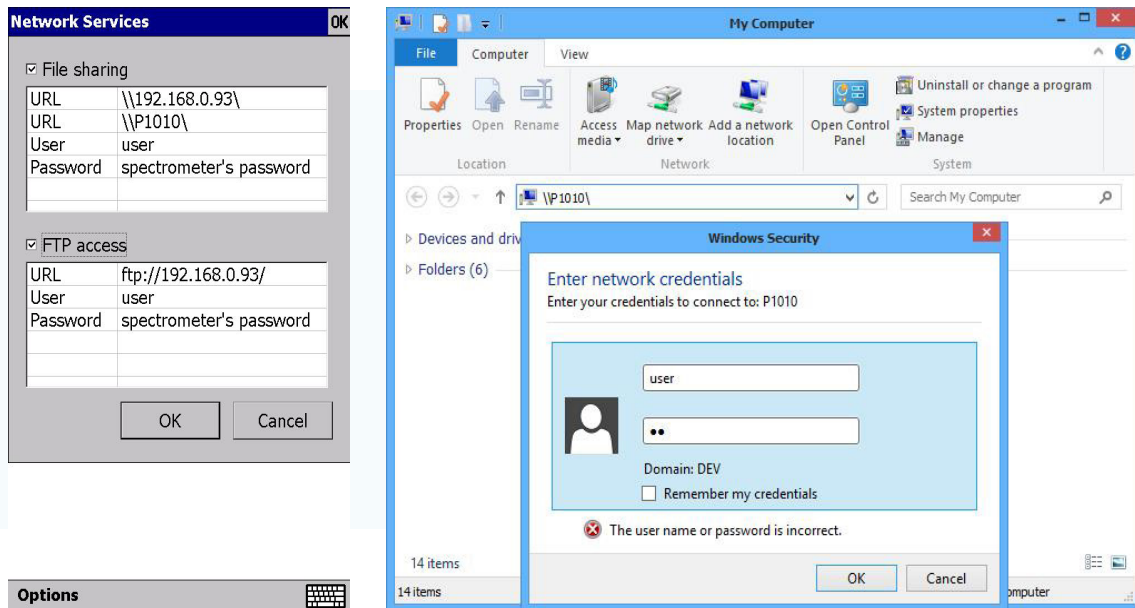 Network Services OK
File sharing
URL \\192.168.0.93\
URL \\P1010\
User user
Password spectrometer's password
FTP access
URL ftp://192.168.0.93/
User user
Password spectrometer's password
OK Cancel
Options
My Computer
File Computer View
Properties Open Rename
Location
Access media Map network drive Add a network location
Network
Open Control Panel
Uninstall or change a program
System properties
Manage
System
\\P1010\ Search My Computer
Devices and driv
Folders (6)
Windows Security
Enter network credentials
Enter your credentials to connect to: P1010
user
••
Domain: DEV
Remember my credentials
The user name or password is incorrect.
OK Cancel
14 items
14 items omputer